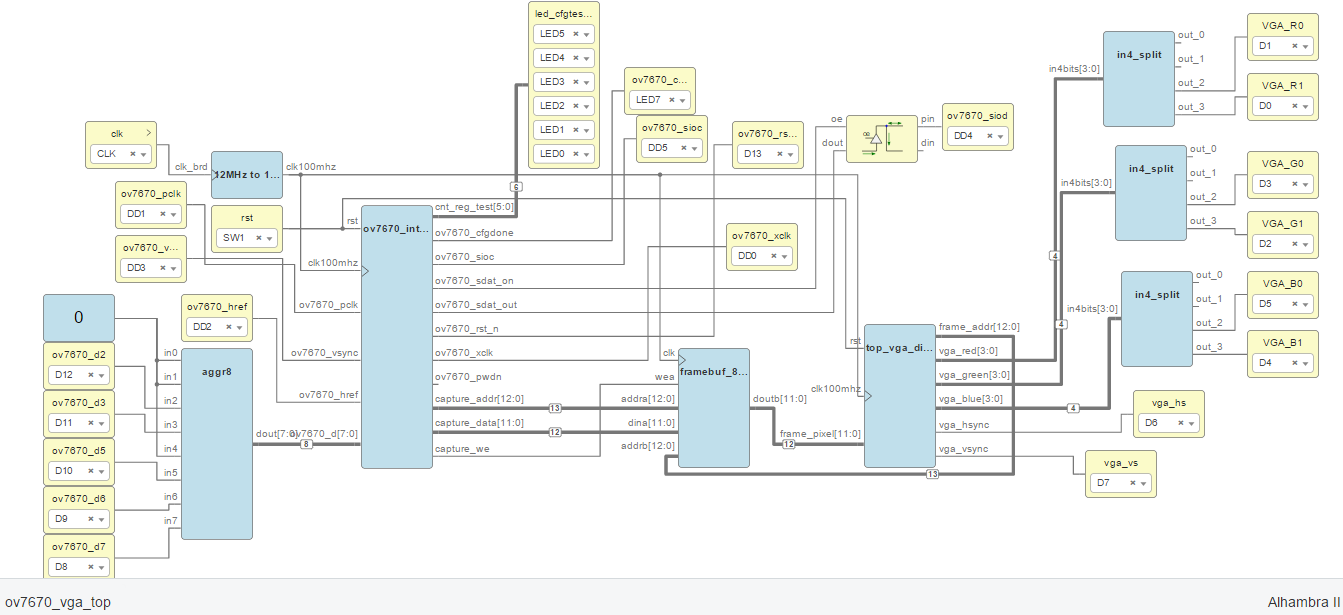 led_cfgtes...
LED5
LED4
LED3
LED2
LED1
LED0
ov7670_c...
LED7
ov7670_sioc
DD5
ov7670_rs...
D13
oe
dout
pin
din
ov7670_siod
DD4
clk
CLK
clk_brd
12MHz to 1...
clk100mhz
ov7670_pclk
DD1
rst
SW1
ov7670_v...
DD3
ov7670_xclk
DD0
0
ov7670_href
DD2
ov7670_d2
D12
ov7670_d3
D11
ov7670_d5
D10
ov7670_d6
D9
ov7670_d7
D8
in0
in1
in2
in3
in4
in5
in6
in7
aggr8
dout[7:0]
8
ov7670_d[7:0]
rst
clk100mhz
ov7670_pclk
ov7670_vsync
ov7670_href
ov7670_int...
cnt_reg_test[5:0]
6
ov7670_cfgdone
ov7670_sioc
ov7670_sdat_on
ov7670_sdat_out
ov7670_rst_n
ov7670_xclk
ov7670_pwdn
capture_addr[12:0]
13
capture_data[11:0]
12
capture_we
clk
wea
addra[12:0]
dina[11:0]
addrb[12:0]
framebuf_8...
doutb[11:0]
12
frame_pixel[11:0]
rst
clk100mhz
top_vga_di...
frame_addr[12:0]
13
vga_red[3:0]
4
vga_green[3:0]
4
vga_blue[3:0]
4
vga_hsync
vga_vsync
in4bits[3:0]
in4_split
out_0
out_1
out_2
out_3
VGA_R0
D1
VGA_R1
D0
in4bits[3:0]
in4_split
out_0
out_1
out_2
out_3
VGA_G0
D3
VGA_G1
D2
in4bits[3:0]
in4_split
out_0
out_1
out_2
out_3
VGA_B0
D5
VGA_B1
D4
vga_hs
D6
vga_vs
D7
ov7670_vga_top
Alhambra II